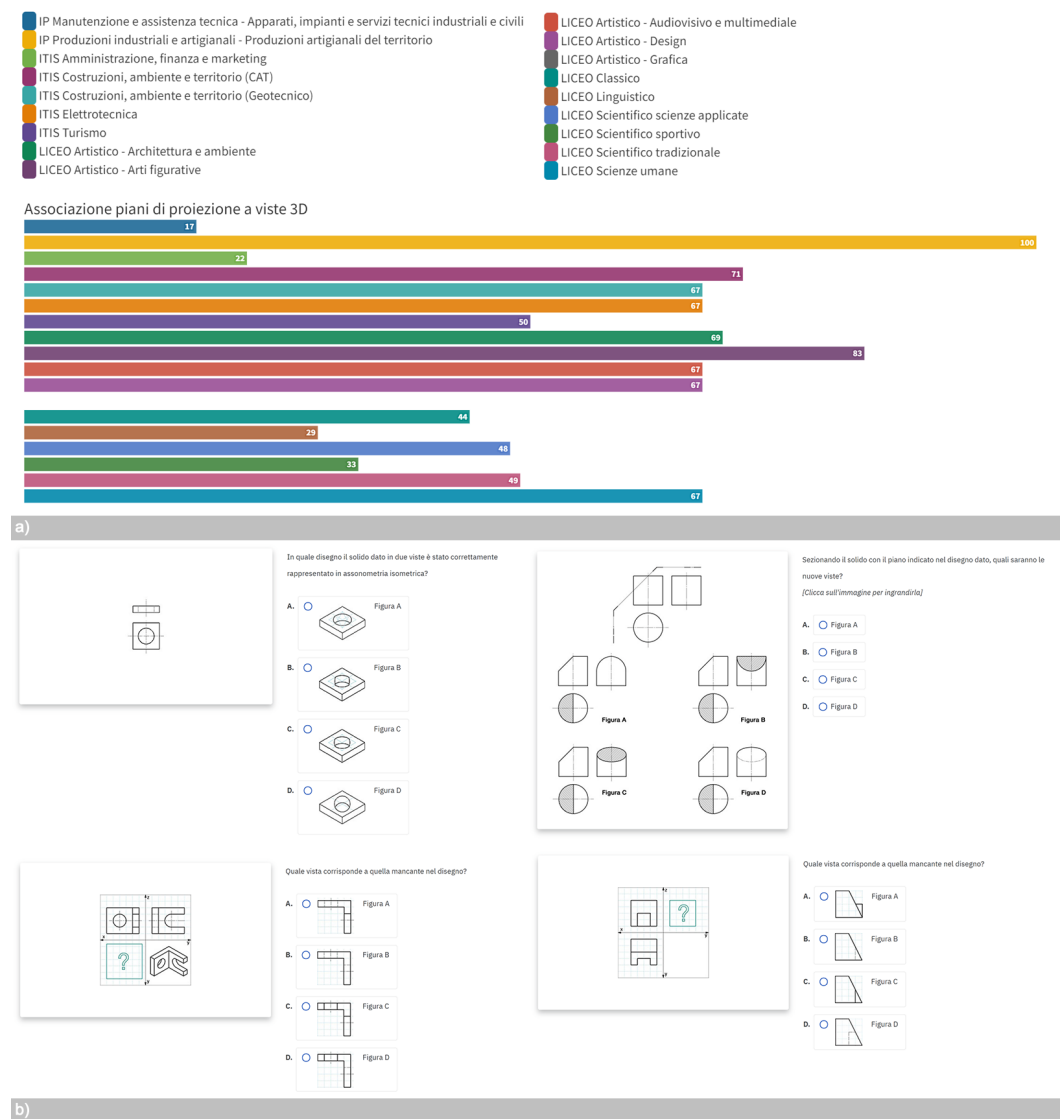 IP Manutenzione e assistenza tecnica - Apparati, impianti e servizi tecnici industriali e civili
IP Produzioni industriali e artigianali - Produzioni artigianali del territorio
ITIS Amministrazione, finanza e marketing
ITIS Costruzioni, ambiente e territorio (CAT)
ITIS Costruzioni, ambiente e territorio (Geotecnico)
ITIS Elettrotecnica
ITIS Turismo
LICEO Artistico - Architettura e ambiente
LICEO Artistico - Arti figurative
LICEO Artistico - Audiovisivo e multimediale
LICEO Artistico - Design
LICEO Artistico - Grafica
LICEO Classico
LICEO Linguistico
LICEO Scientifico scienze applicate
LICEO Scientifico sportivo
LICEO Scientifico tradizionale
LICEO Scienze umane
Associazione piani di proiezione a viste 3D
17
100
22
71
67
67
50
69
83
67
67
44
29
48
33
49
67
a)
In quale disegno il solido dato in due viste è stato correttamente
rappresentato in assonometria isometrica?
A. Figura A
B. Figura B
C. Figura C
D. Figura D
Figura A
Figura B
Figura C
Figura D
Sezionando il solido con il piano indicato nel disegno dato, quali saranno le
nuove viste?
[Clicca sull'immagine per ingrandirla]
A. Figura A
B. Figura B
C. Figura C
D. Figura D
z
x
y
y
?
Quale vista corrisponde a quella mancante nel disegno?
A. Figura A
B. Figura B
C. Figura C
D. Figura D
z
x
y
y
?
Quale vista corrisponde a quella mancante nel disegno?
A. Figura A
B. Figura B
C. Figura C
D. Figura D
b)